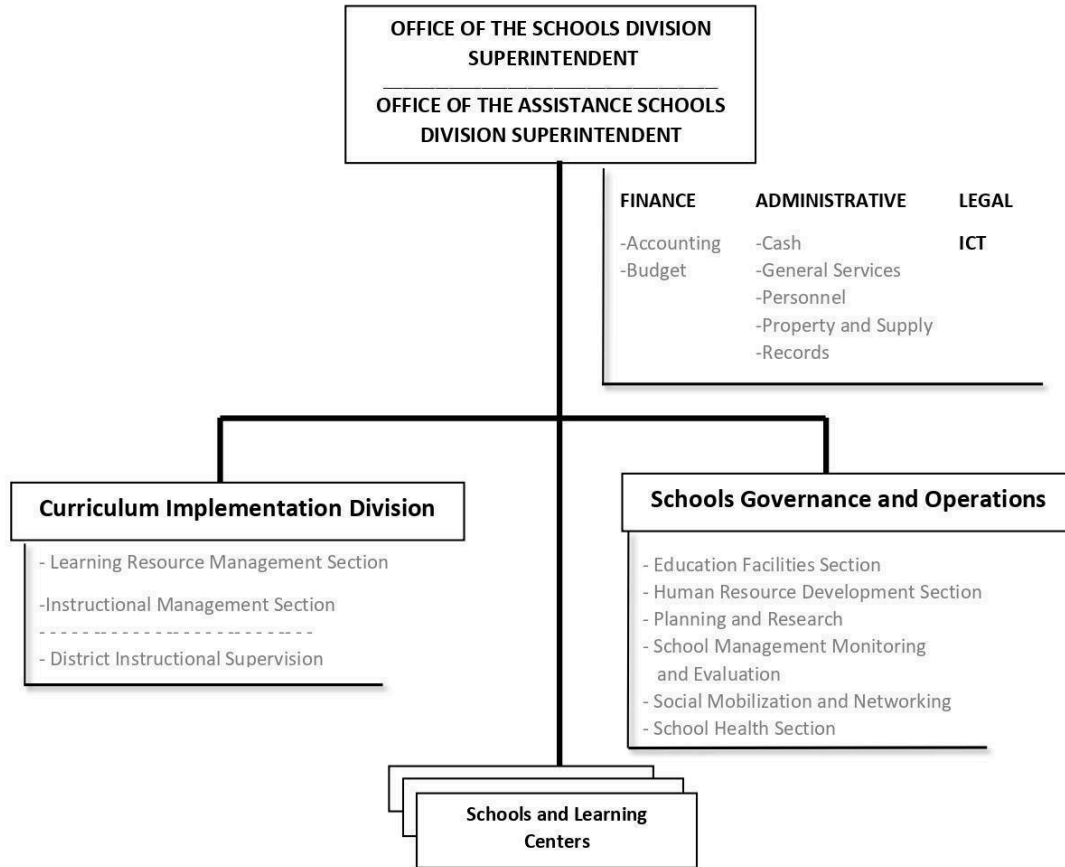 OFFICE OF THE SCHOOLS DIVISION
SUPERINTENDENT
OFFICE OF THE ASSISTANCE SCHOOLS
DIVISION SUPERINTENDENT
FINANCE
-Accounting
-Budget
ADMINISTRATIVE
-Cash
-General Services
-Personnel
-Property and Supply
-Records
LEGAL
ICT
Curriculum Implementation Division
- Learning Resource Management Section
-Instructional Management Section
- District Instructional Supervision
Schools Governance and Operations
- Education Facilities Section
- Human Resource Development Section
- Planning and Research
- School Management Monitoring
and Evaluation
- Social Mobilization and Networking
- School Health Section
Schools and Learning
Centers